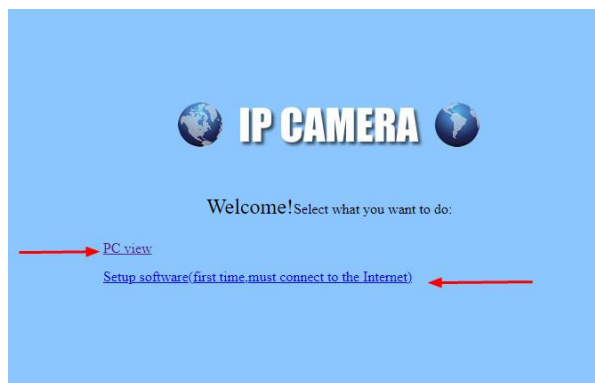 IP CAMERA
Welcome!Select what you want to do:
PC view
Setup software(first time,must connect to the Internet)